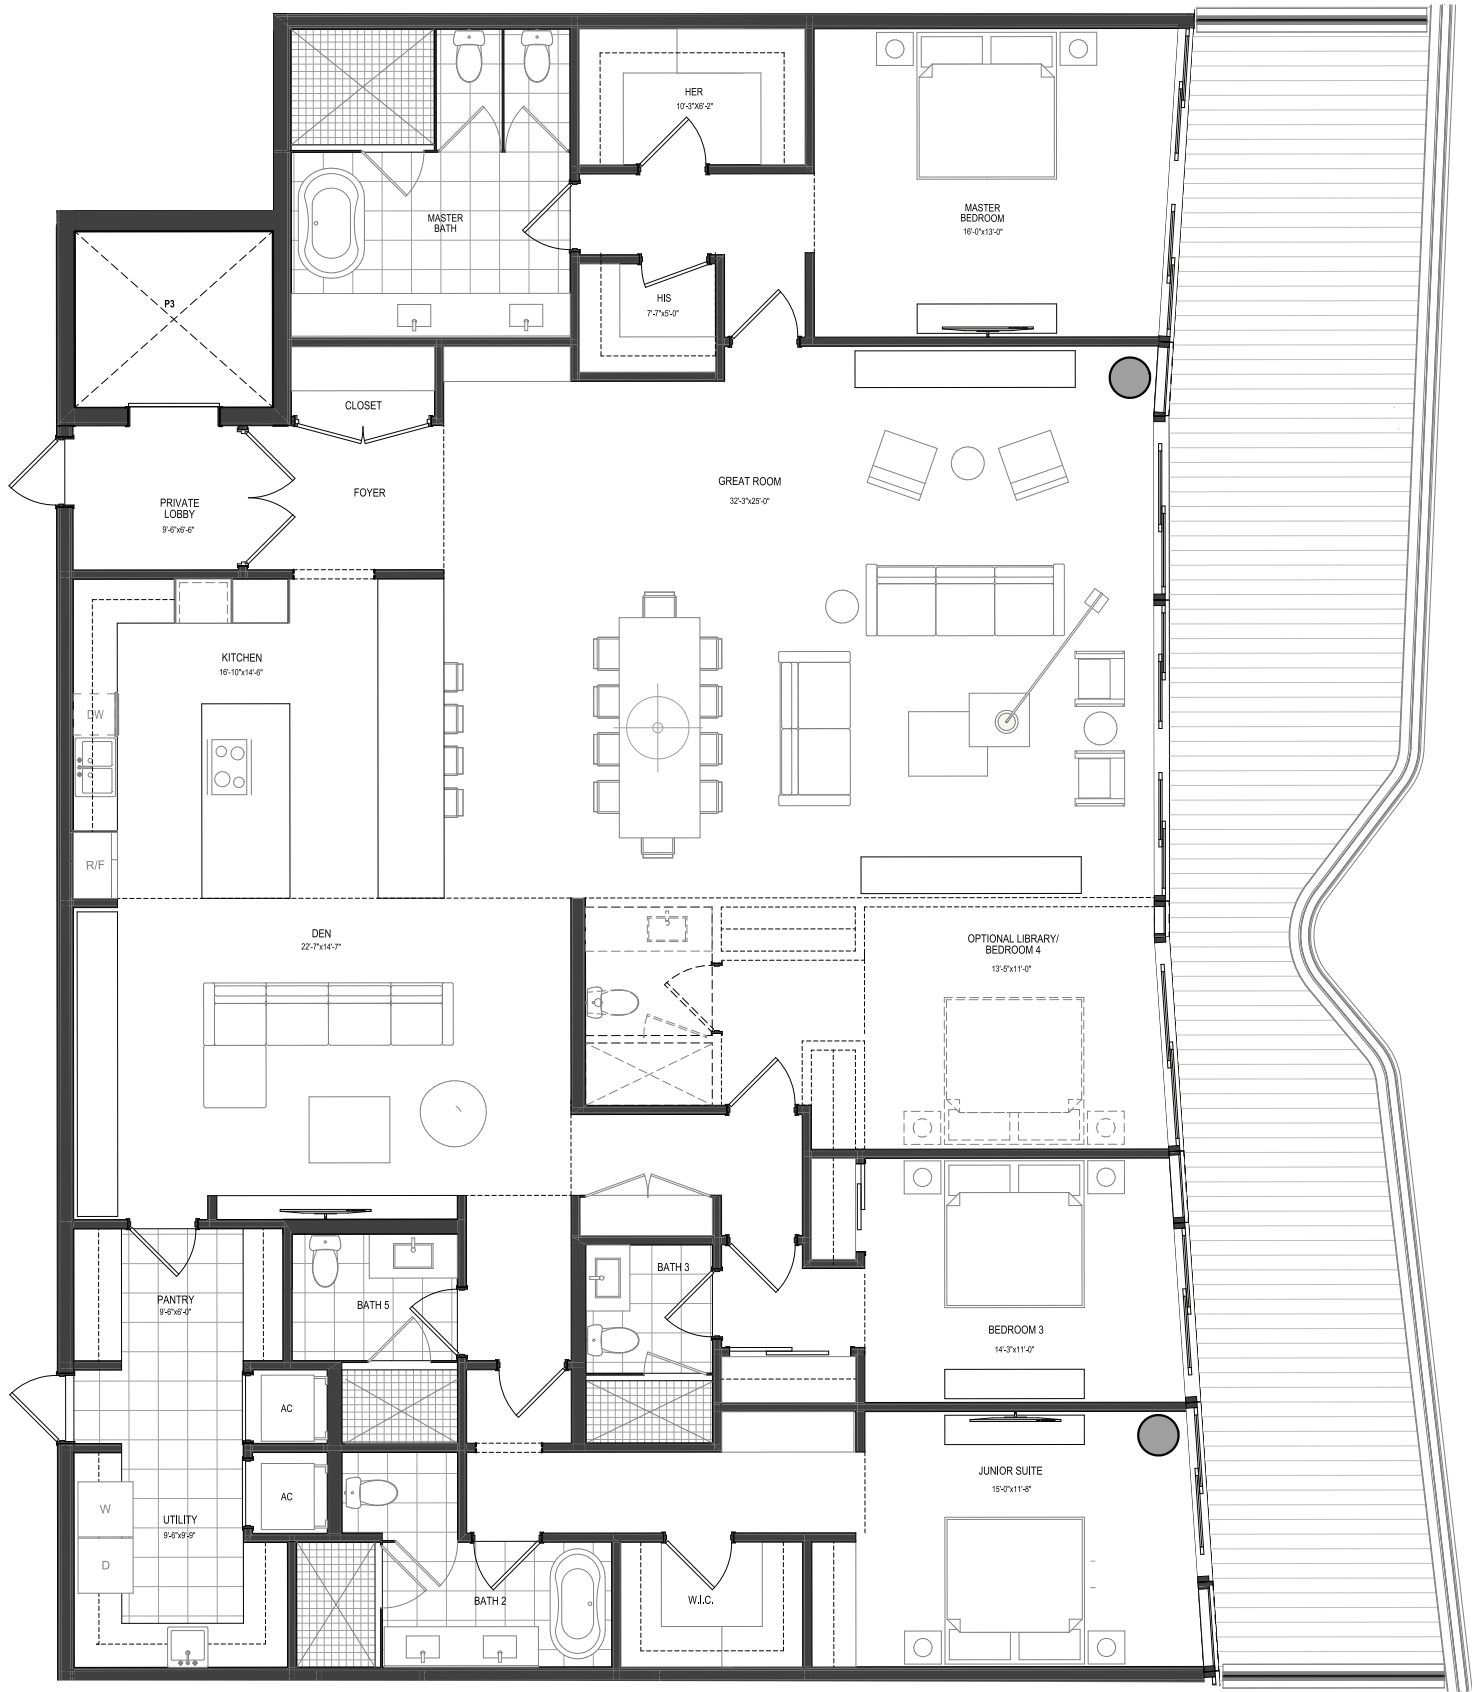 HER
10'-3"X6'-2"
MASTER
BATH
MASTER
BEDROOM
16'-0"x13'-0"
P3
HIS
7'-7"x5'-0"
CLOSET
GREAT ROOM
32'-3"x25'-0"
FOYER
PRIVATE
LOBBY
9'-6"x6'-6"
KITCHEN
16'-10"x14'-6"
DW
R/F
DEN
22'-7"x14'-7"
OPTIONAL LIBRARY/
BEDROOM 4
13'-5"x11'-0"
BATH 3
PANTRY
9'-6"x6'-0"
BATH 5
BEDROOM 3
14'-3"x11'-0"
AC
JUNIOR SUITE
15'-0"x11'-8"
AC
W
UTILITY
9'-6"x9'-9"
D
BATH 2
W.I.C.